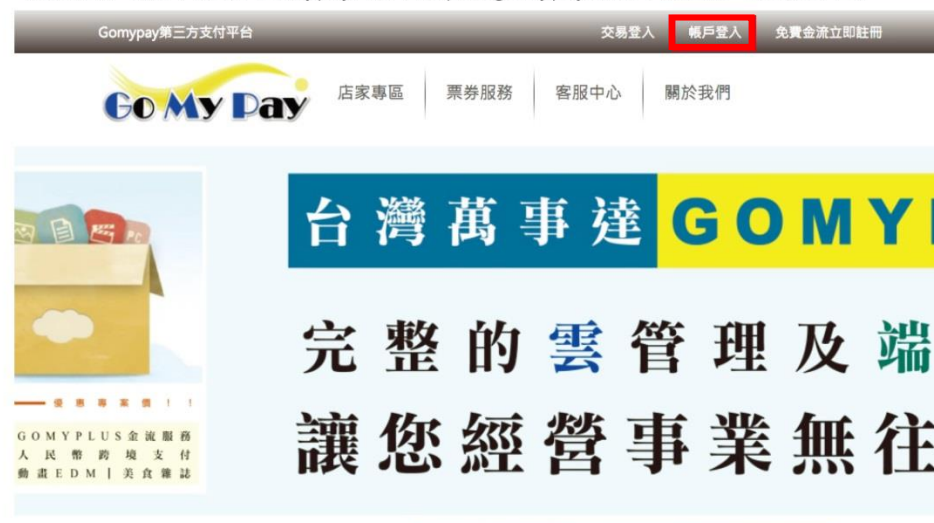 Gomypay第三方支付平台
交易登入 帳戶登入 免費金流立即註冊
Go My Pay
店家專區 票券服務 客服中心 關於我們
台灣萬事達 GOMY
完整的雲管理及端
讓您經營事業無往
優惠專案價!!
GOMYPLUS金流服務
人民幣跨境支付
動畫EDM|美食雜誌